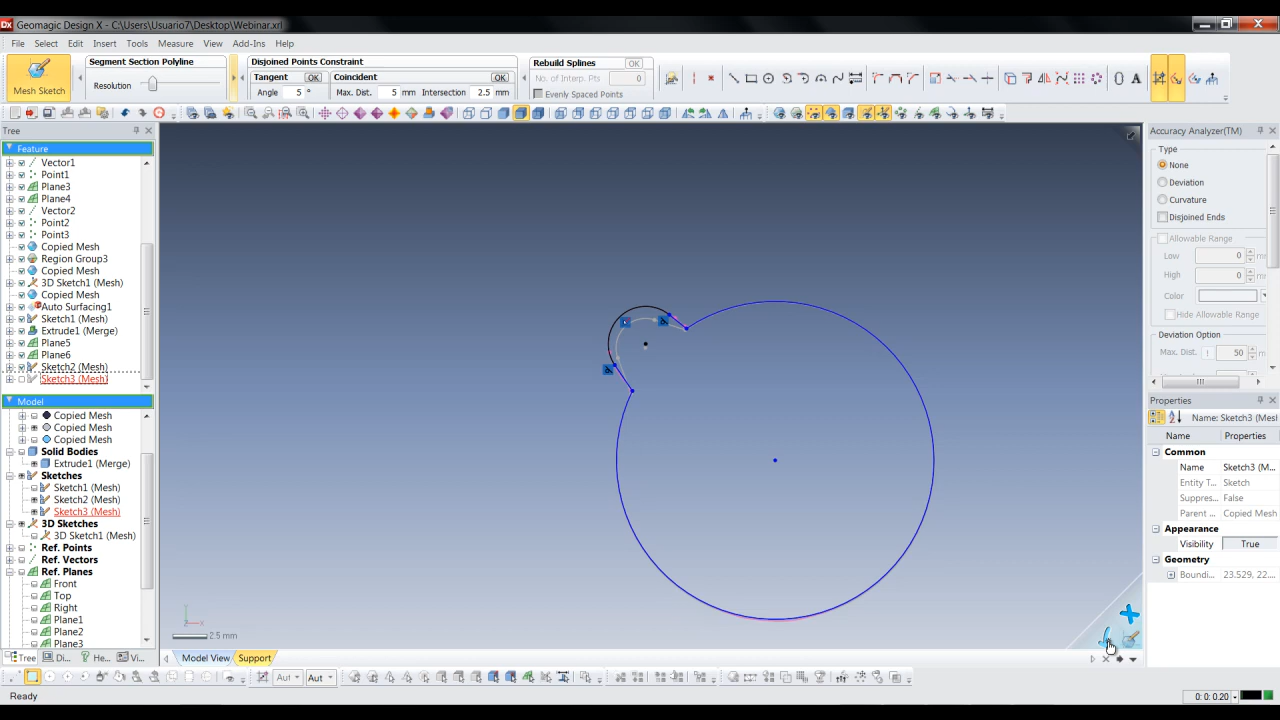 Geomagic Design X - C:\Users\Usuario7\Desktop\Webinar.xrl
File Select Edit Insert Tools Measure View Add-Ins Help
Mesh Sketch
Segment Section Polyline
Resolution
Disjoined Points Constraint
Tangent OK Coincident OK
Angle 5 ° Max. Dist. 5 mm Intersection 2.5 mm
Rebuild Splines OK
No. of Interp. Pts 0
Evenly Spaced Points
Tree
Feature
Vector1
Point1
Plane3
Plane4
Vector2
Point2
Point3
Copied Mesh
Region Group3
Copied Mesh
3D Sketch1 (Mesh)
Copied Mesh
Auto Surfacing1
Sketch1 (Mesh)
Extrude1 (Merge)
Plane5
Plane6
Sketch2 (Mesh)
Sketch3 (Mesh)
Model
Copied Mesh
Copied Mesh
Copied Mesh
Solid Bodies
Extrude1 (Merge)
Sketches
Sketch1 (Mesh)
Sketch2 (Mesh)
Sketch3 (Mesh)
3D Sketches
3D Sketch1 (Mesh)
Ref. Points
Ref. Vectors
Ref. Planes
Front
Top
Right
Plane1
Plane2
Plane3
Tree Di... He... Vi...
2.5 mm
Model View Support
Accuracy Analyzer(TM)
Type
None
Deviation
Curvature
Disjoined Ends
Allowable Range
Low 0
High 0
Color
Hide Allowable Range
Deviation Option
Max. Dist. 50
Properties
Name: Sketch3 (Mesh
Name Properties
Common
Name Sketch3 (M...
Entity T... Sketch
Suppres... False
Parent ... Copied Mesh
Appearance
Visibility True
Geometry
Boundi... 23.529, 22....
Aut Aut
Ready
0: 0: 0.20